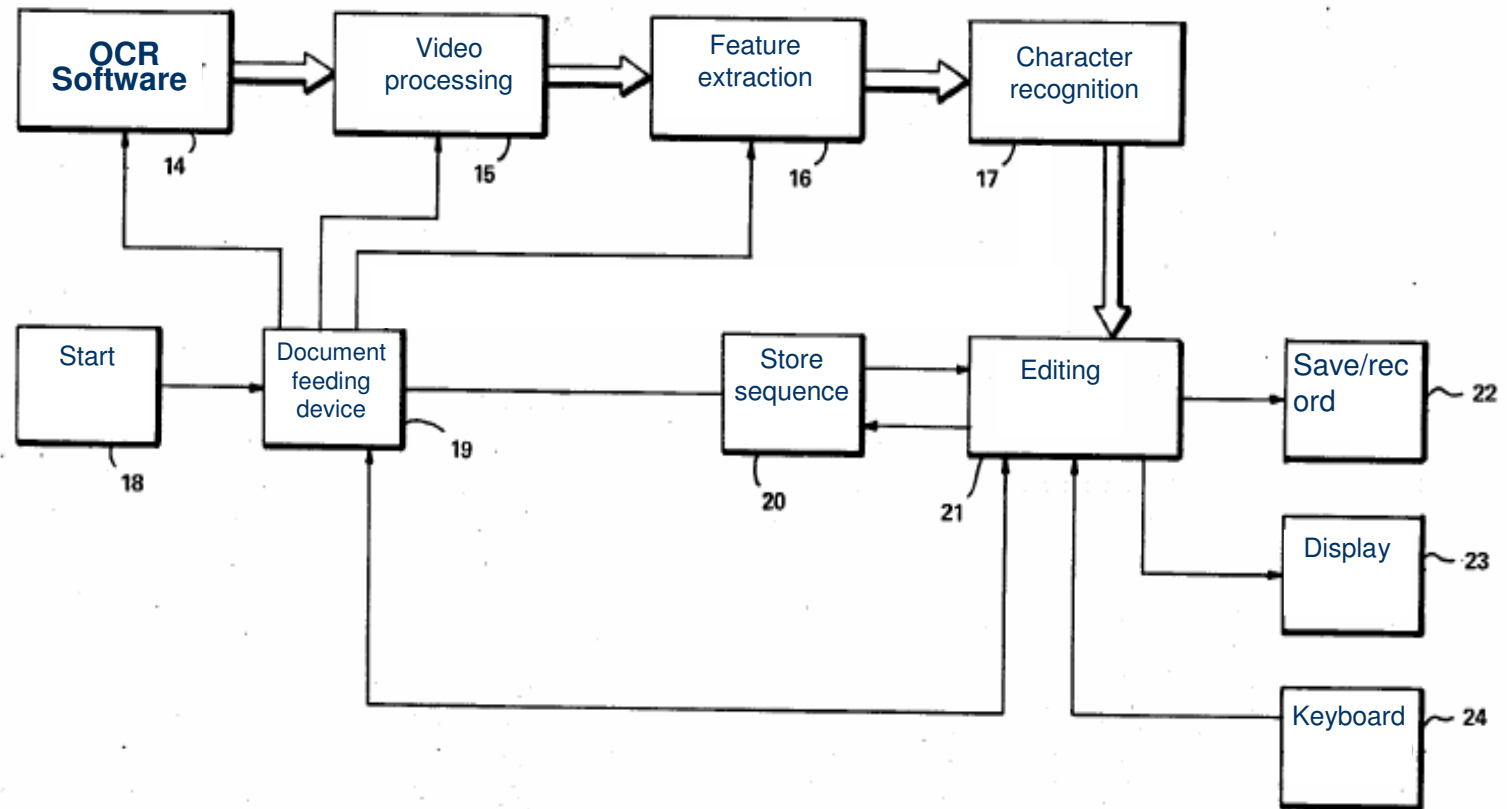 OCR
Software
Video
processing
Feature
extraction
Character
recognition
14
15
16
17
Start
Document
feeding
device
Store
sequence
Editing
Save/rec
ord
22
18
19
20
21
Display
23
Keyboard
24